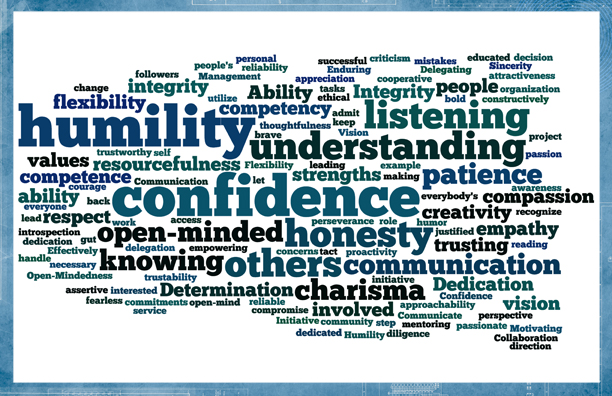 personal
successful criticism mistakes educated decision
people's reliability Enduring Delegating Sincerity
followers Management appreciation cooperative attractiveness
change integrity Ability tasks Integrity people organization
flexibility utilize competency ethical bold constructively
admit
humility thoughtfulness keep listening
brave Vision understanding project
values trustworthy self passion
resourcefulness Flexibility leading example
competence Communication let strengths making patience
courage awareness
ability back confidence everybody's compassion
everyone creativity recognize
lead respect work access perseverance role humor
introspection open-minded honesty justified empathy
dedication gut
Effectively delegation empowering concerns tact proactivity trusting reading
handle knowing others communication
necessary
Open-Mindedness trustability initiative
assertive interested Determination charisma Dedication
fearless commitments open-mind reliable Confidence vision
service compromise involved approachability
Communicate perspective
Initiative community step mentoring passionate Motivating
dedicated Humility diligence Collaboration
direction